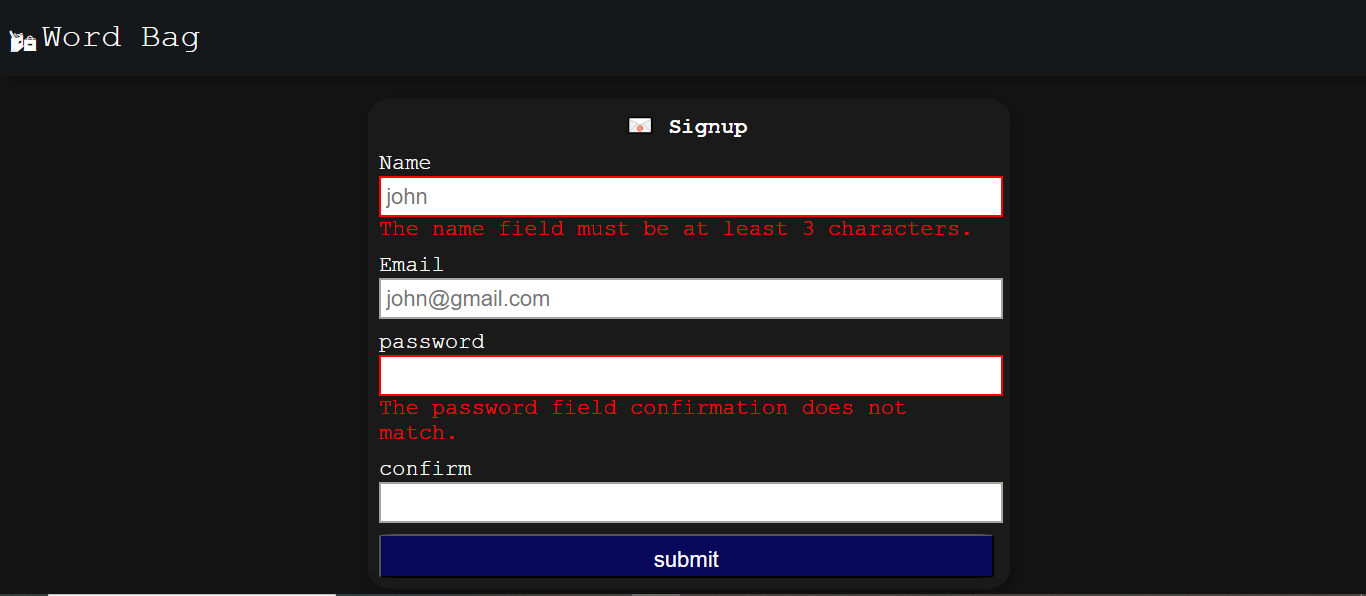 Word Bag
Signup
Name
john
The name field must be at least 3 characters.
Email
john@gmail.com
password
The password field confirmation does not
match.
confirm
submit